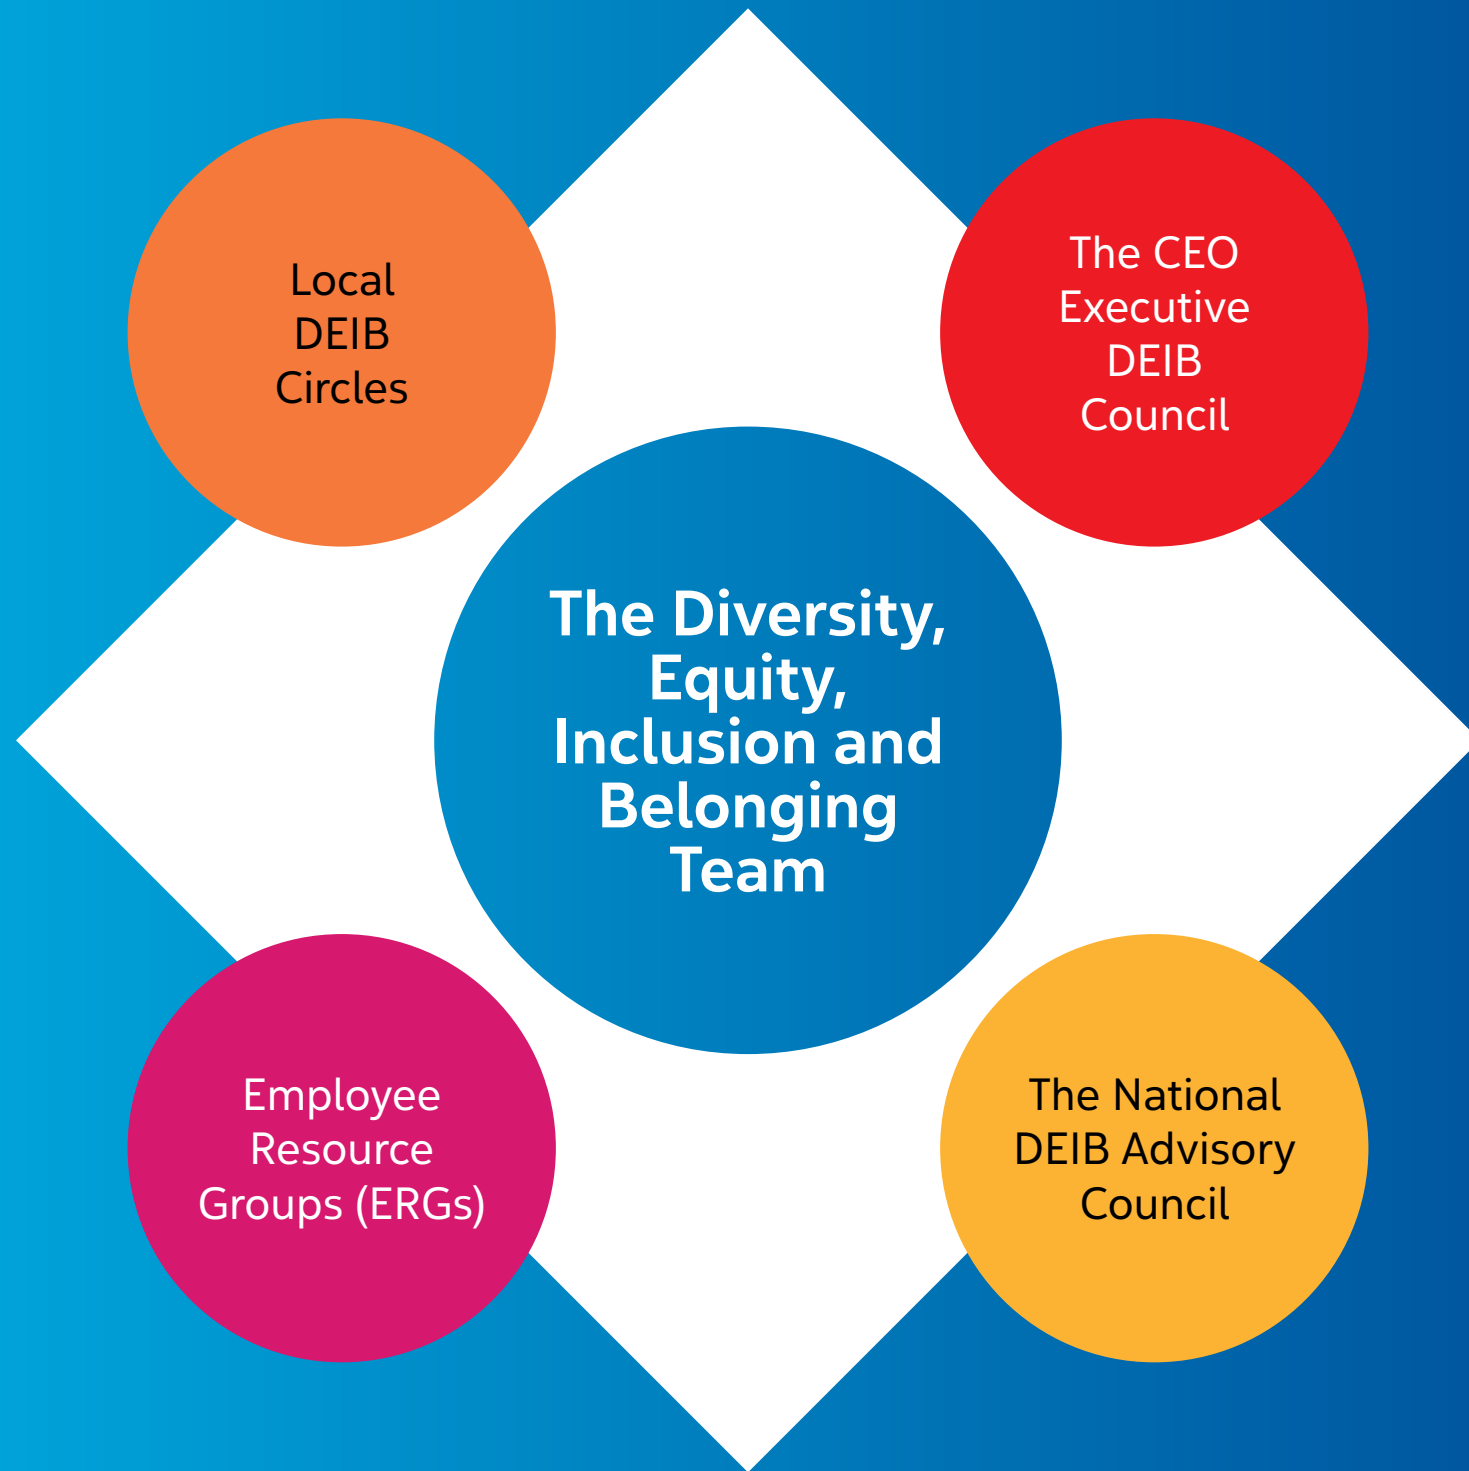 Local
DEIB
Circles
The CEO
Executive
DEIB
Council
The Diversity,
Equity,
Inclusion and
Belonging
Team
Employee
Resource
Groups (ERGs)
The National
DEIB Advisory
Council